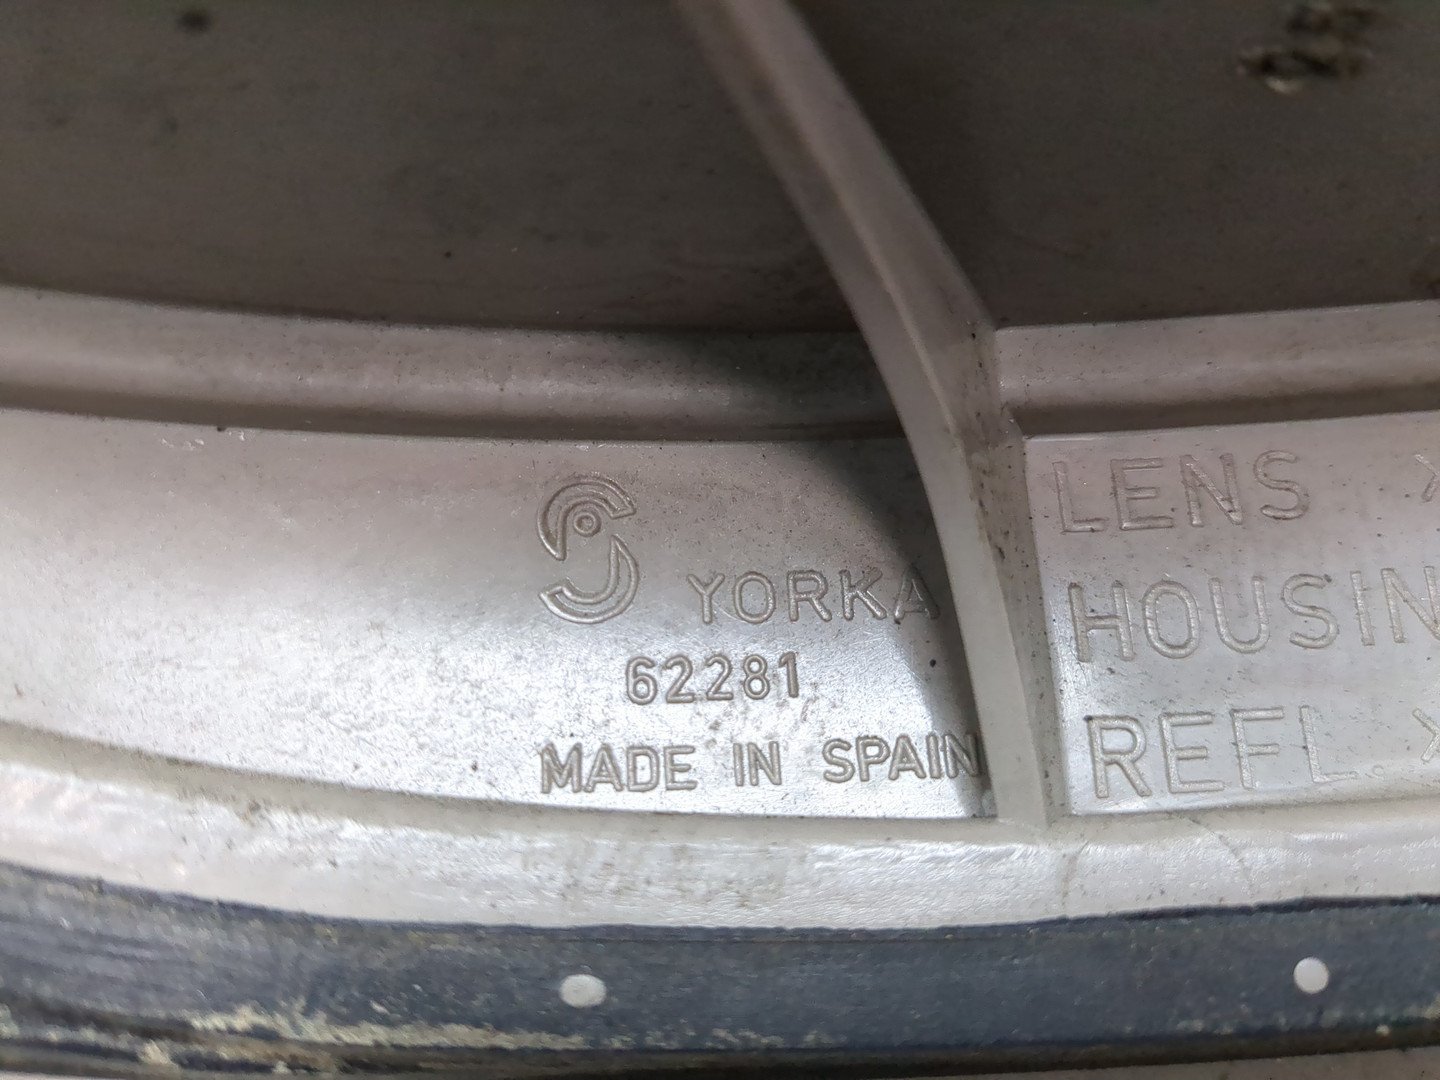 YORKA
62281
MADE IN SPAIN
LENS
HOUSIN
REFL.